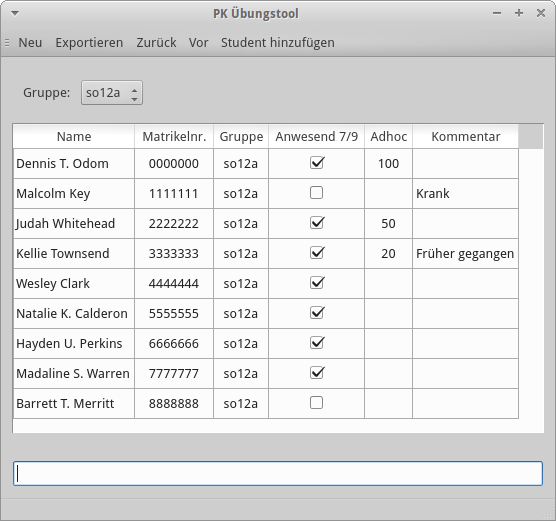 PK Übungstool
Neu Exportieren Zurück Vor Student hinzufügen
Gruppe: so12a
Name Matrikelnr. Gruppe Anwesend 7/9 Adhoc Kommentar
Dennis T. Odom 0000000 so12a 100
Malcolm Key 1111111 so12a Krank
Judah Whitehead 2222222 so12a 50
Kellie Townsend 3333333 so12a 20 Früher gegangen
Wesley Clark 4444444 so12a
Natalie K. Calderon 5555555 so12a
Hayden U. Perkins 6666666 so12a
Madaline S. Warren 7777777 so12a
Barrett T. Merritt 8888888 so12a